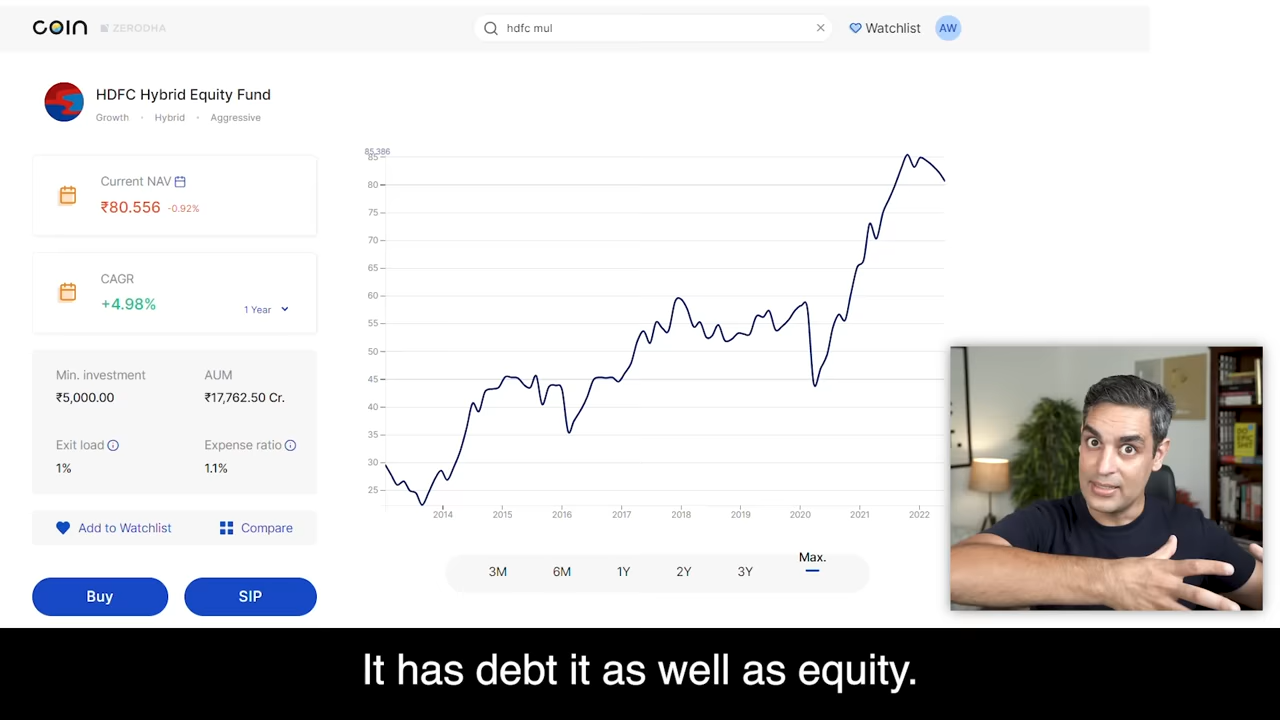 COIN ZERODHA
hdfc mul
Watchlist
AW
HDFC Hybrid Equity Fund
Growth · Hybrid · Aggressive
Current NAV
₹80.556 -0.92%
CAGR
+4.98%
1 Year
Min. investment
AUM
₹5,000.00
₹17,762.50 Cr.
Exit load
Expense ratio
1%
1.1%
Add to Watchlist
Compare
Buy
SIP
85.386
85
80
75
70
65
60
55
50
45
40
35
30
25
2014 2015 2016 2017 2018 2019 2020 2021 2022
3M 6M 1Y 2Y 3Y Max.
It has debt it as well as equity.